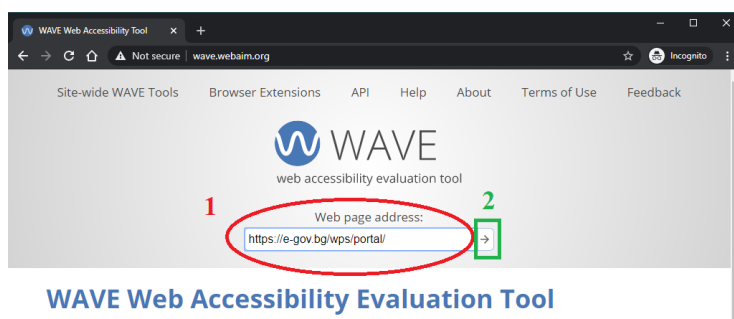 WAVE Web Accessibility Tool
Not secure wave.webaim.org Incognito
Site-wide WAVE Tools Browser Extensions API Help About Terms of Use Feedback
WAVE
web accessibility evaluation tool
1 2
Web page address:
https://e-gov.bg/wps/portal/
WAVE Web Accessibility Evaluation Tool